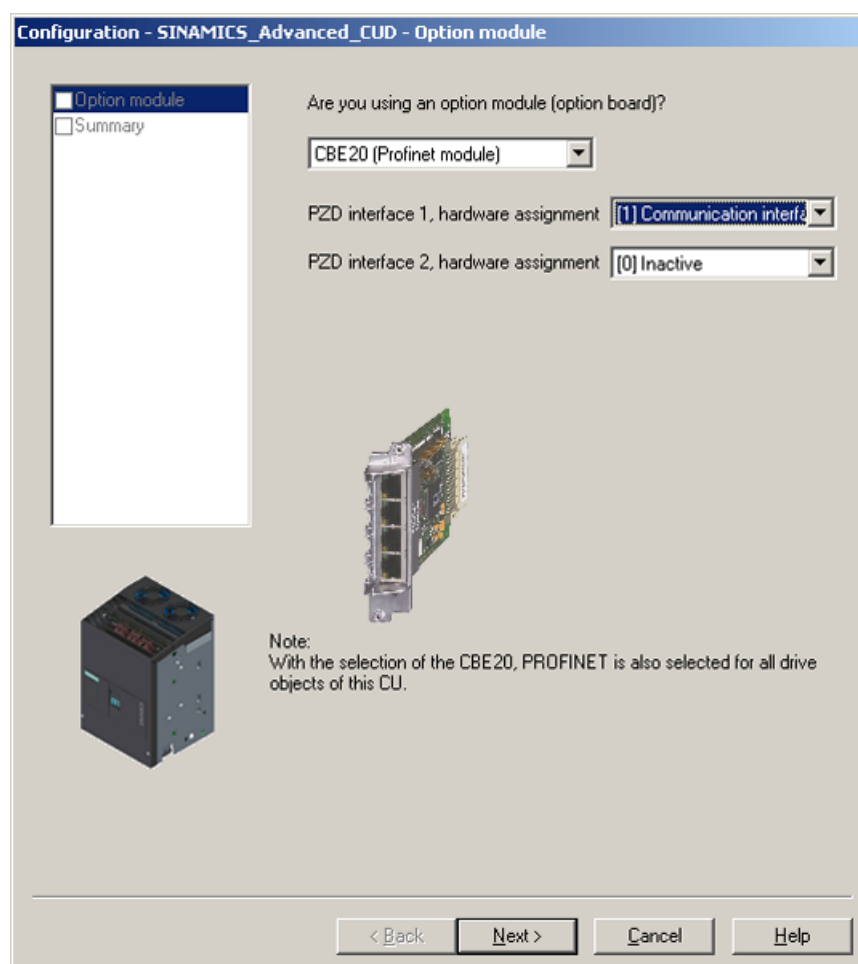 Configuration - SINAMICS_Advanced_CUD - Option module
Option module
Summary
Are you using an option module (option board)?
CBE20 (Profinet module)
PZD interface 1, hardware assignment
[1] Communication interfa
PZD interface 2, hardware assignment
[0] Inactive
Note:
With the selection of the CBE20, PROFINET is also selected for all drive
objects of this CU.
< Back
Next >
Cancel
Help